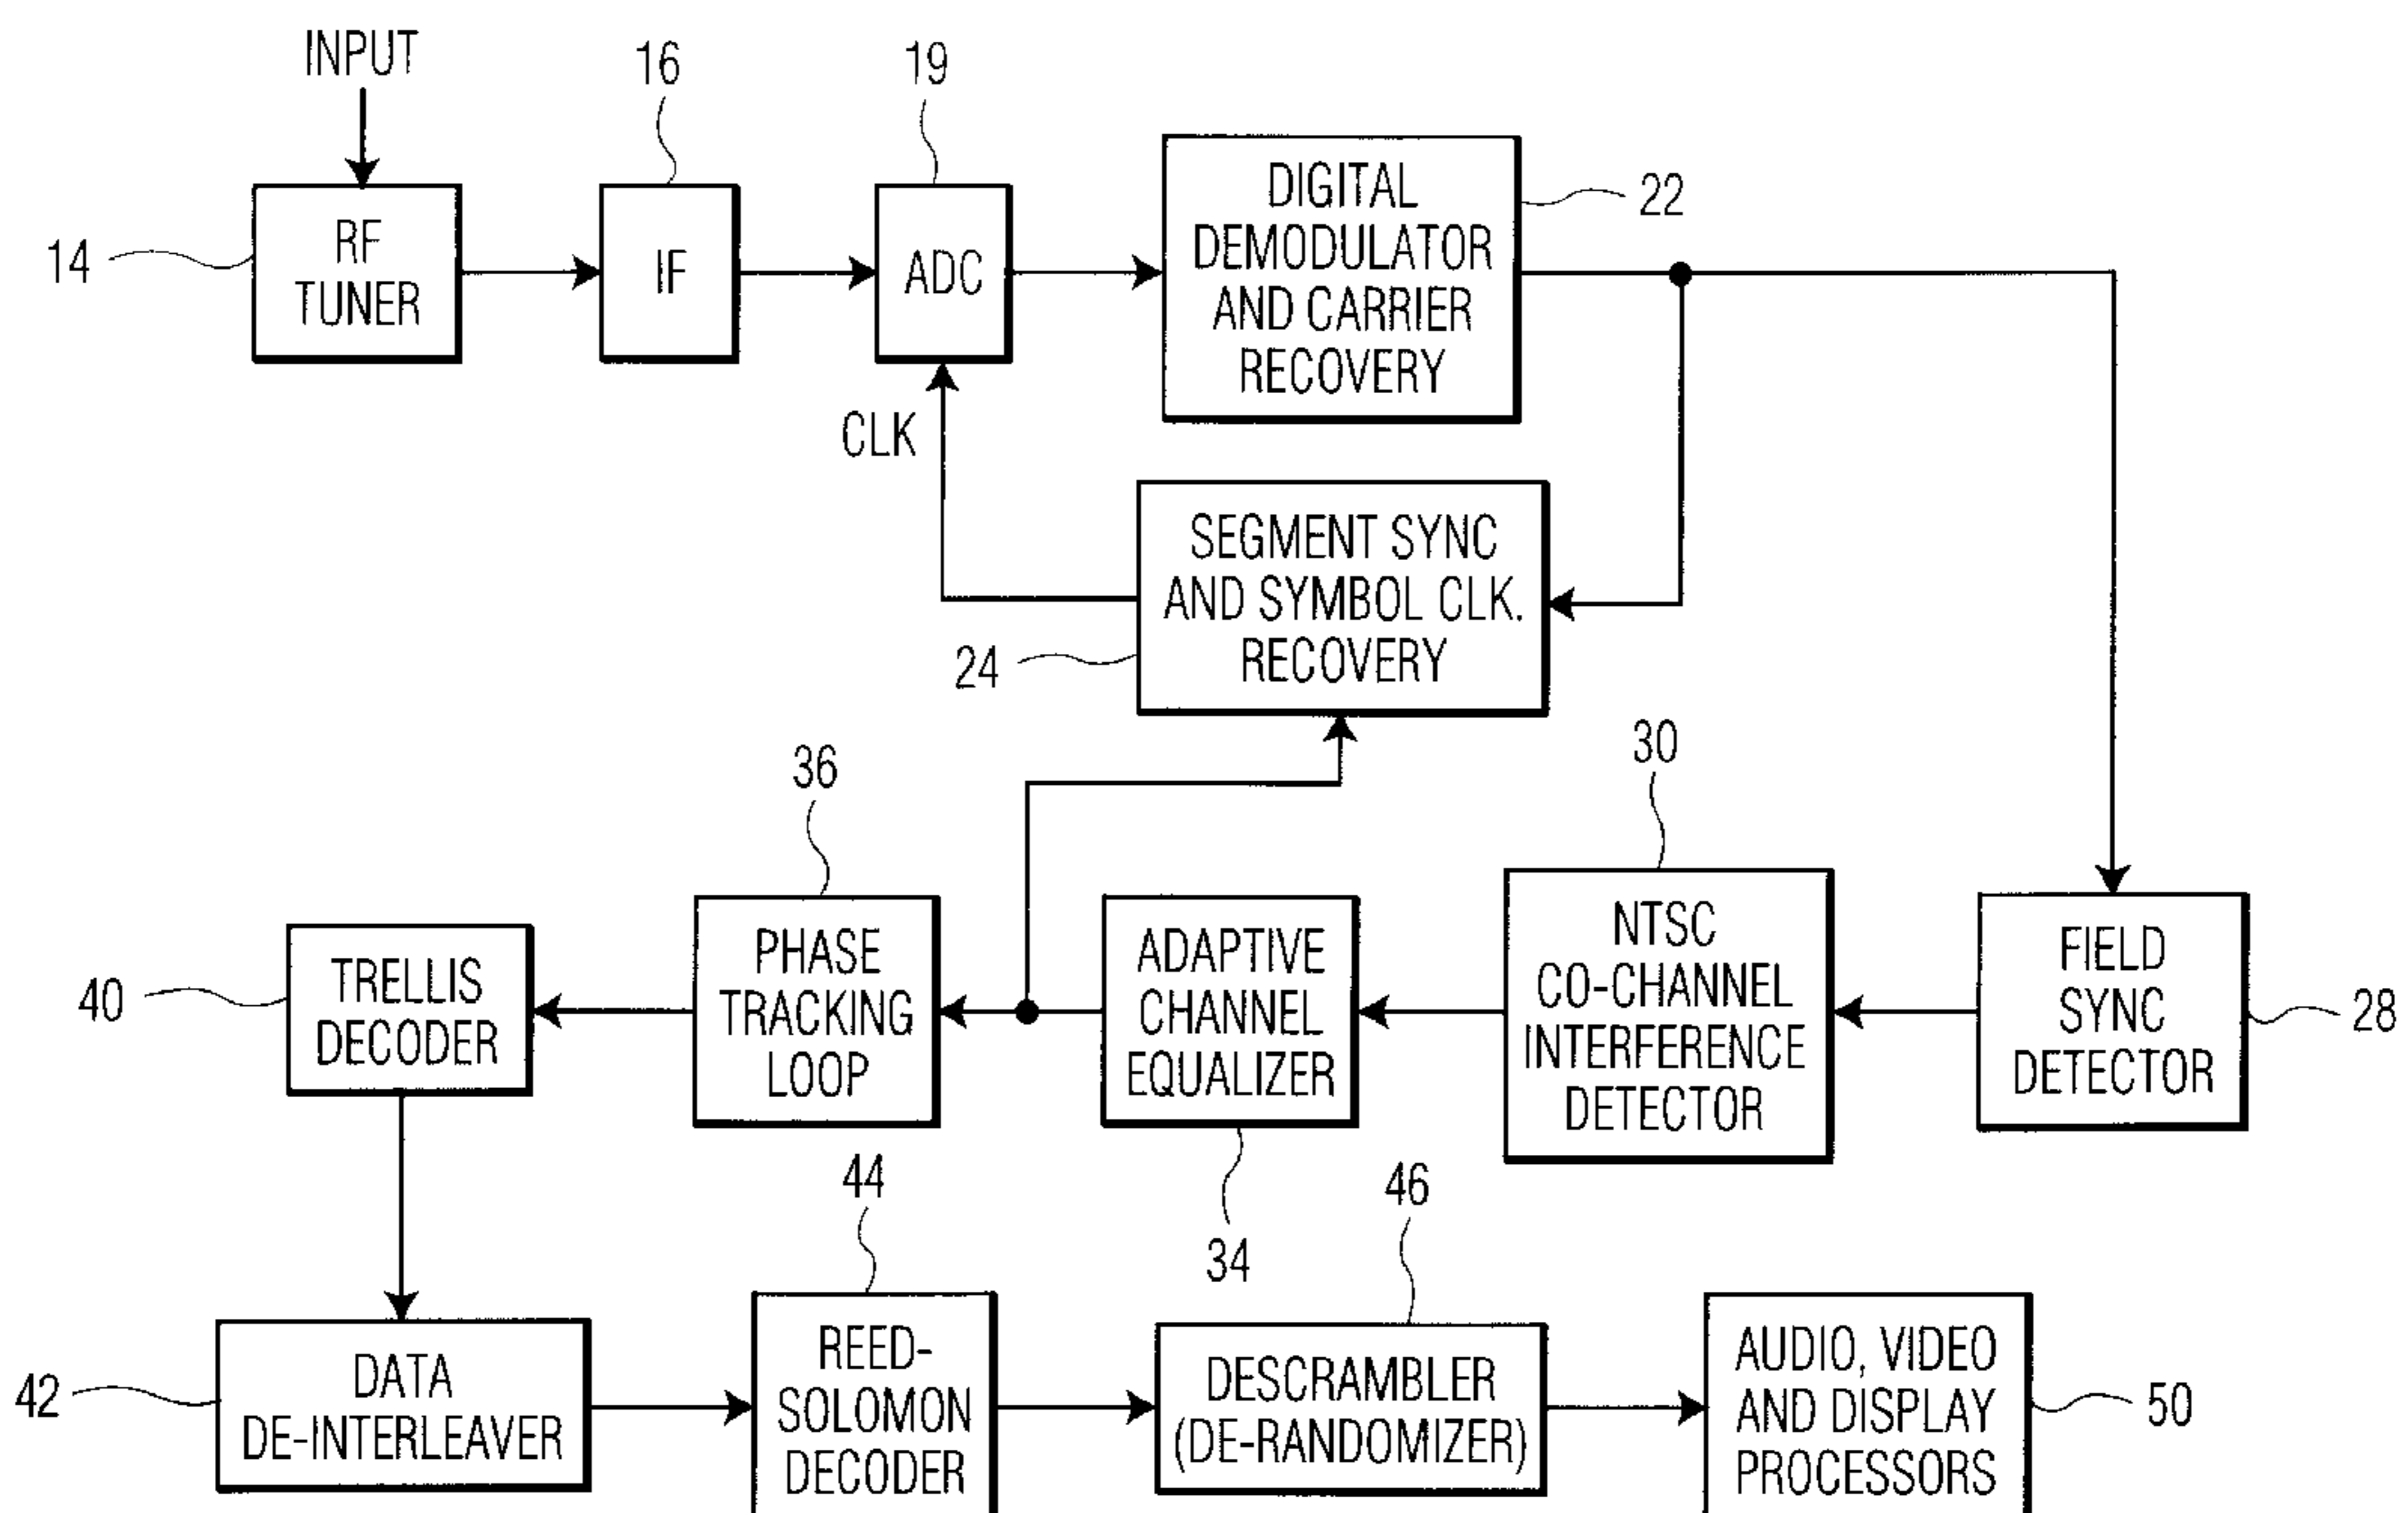 INPUT
16
19
14
RF
TUNER
IF
ADC
DIGITAL
DEMODULATOR
AND CARRIER
RECOVERY
22
CLK
SEGMENT SYNC
AND SYMBOL CLK.
RECOVERY
24
36
30
40
TRELLIS
DECODER
PHASE
TRACKING
LOOP
ADAPTIVE
CHANNEL
EQUALIZER
34
NTSC
CO-CHANNEL
INTERFERENCE
DETECTOR
FIELD
SYNC
DETECTOR
28
44
46
42
DATA
DE-INTERLEAVER
REED-
SOLOMON
DECODER
DESCRAMBLER
(DE-RANDOMIZER)
AUDIO, VIDEO
AND DISPLAY
PROCESSORS
50